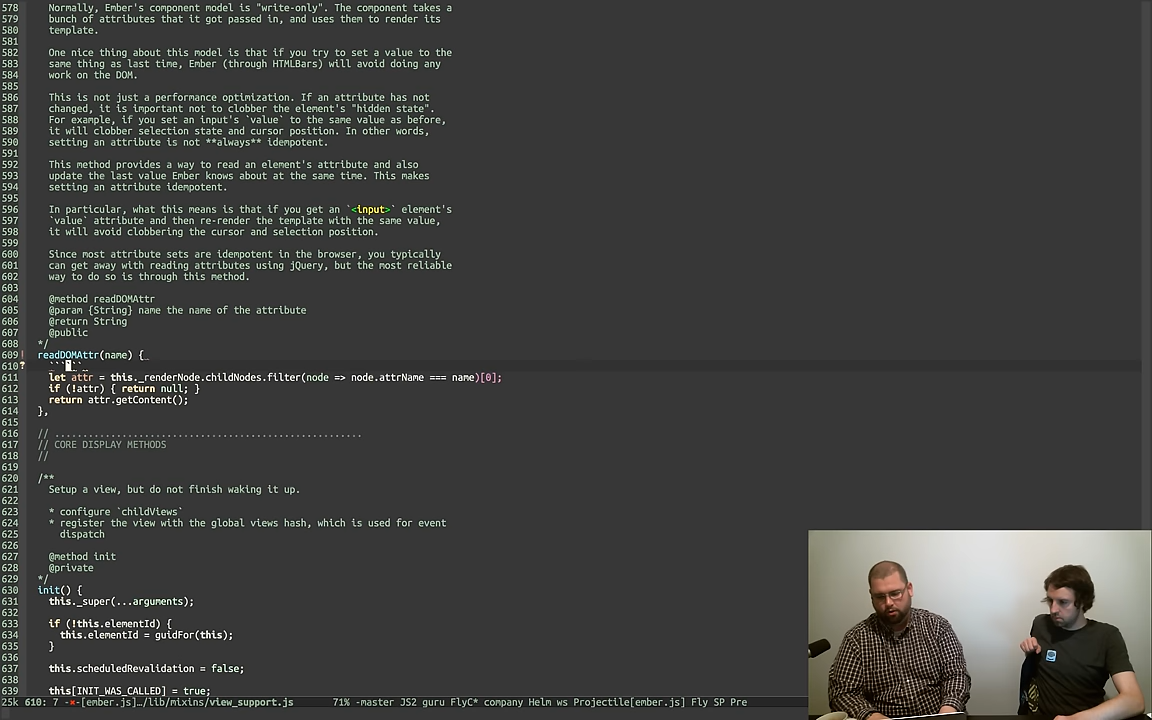 578 Normally, Ember's component model is "write-only". The component takes a
579 bunch of attributes that it got passed in, and uses them to render its
580 template.
581
582 One nice thing about this model is that if you try to set a value to the
583 same thing as last time, Ember (through HTMLBars) will avoid doing any
584 work on the DOM.
585
586 This is not just a performance optimization. If an attribute has not
587 changed, it is important not to clobber the element's "hidden state".
588 For example, if you set an input's `value` to the same value as before,
589 it will clobber selection state and cursor position. In other words,
590 setting an attribute is not **always** idempotent.
591
592 This method provides a way to read an element's attribute and also
593 update the last value Ember knows about at the same time. This makes
594 setting an attribute idempotent.
595
596 In particular, what this means is that if you get an `<input>` element's
597 `value` attribute and then re-render the template with the same value,
598 it will avoid clobbering the cursor and selection position.
599
600 Since most attribute sets are idempotent in the browser, you typically
601 can get away with reading attributes using jQuery, but the most reliable
602 way to do so is through this method.
603
604 @method readDOMAttr
605 @param {String} name the name of the attribute
606 @return String
607 @public
608 */
609! readDOMAttr(name) {
610? ``````
611 let attr = this._renderNode.childNodes.filter(node => node.attrName === name)[0];
612 if (!attr) { return null; }
613 return attr.getContent();
614 },
615
616 // .......................................................
617 // CORE DISPLAY METHODS
618 //
619
620 /**
621 Setup a view, but do not finish waking it up.
622
623 * configure `childViews`
624 * register the view with the global views hash, which is used for event
625 dispatch
626
627 @method init
628 @private
629 */
630 init() {
631 this._super(...arguments);
632
633 if (!this.elementId) {
634 this.elementId = guidFor(this);
635 }
636
637 this.scheduledRevalidation = false;
638
639 this[INIT_WAS_CALLED] = true;
25k 610: 7 -✖-[ember.js]…/lib/mixins/view_support.js 71% -master JS2 guru FlyC* company Helm ws Projectile[ember.js] Fly SP Pre